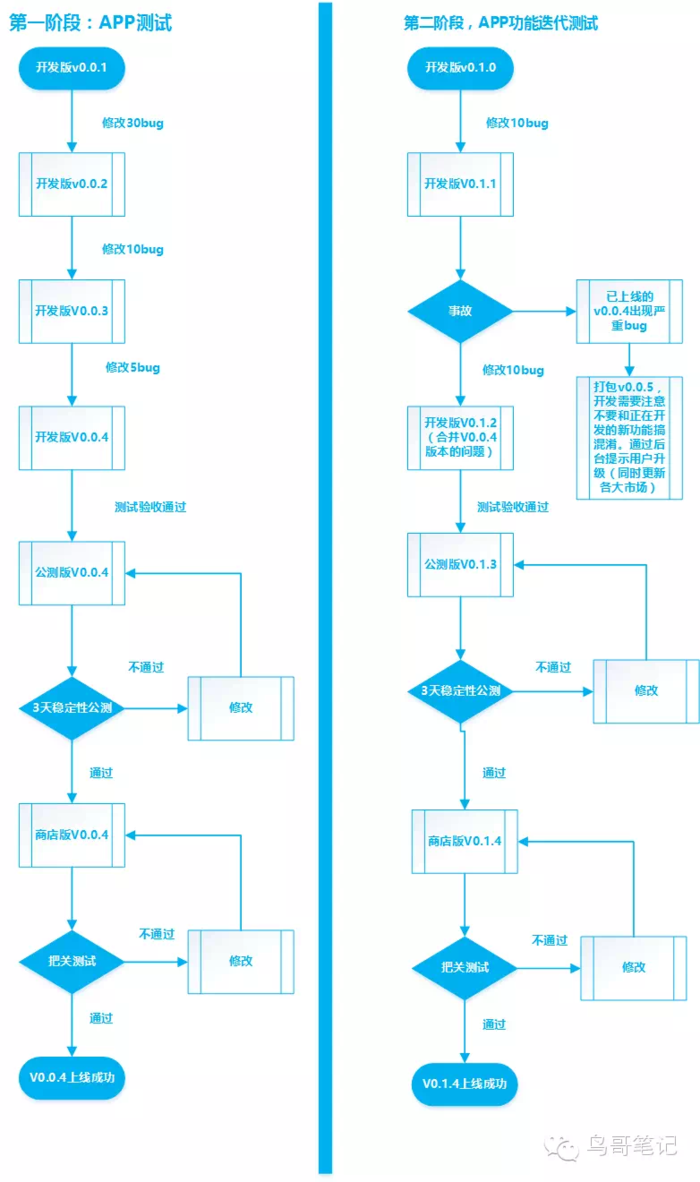 第一阶段：APP测试
开发版v0.0.1
修改30bug
开发版v0.0.2
修改10bug
开发版V0.0.3
修改5bug
开发版V0.0.4
测试验收通过
公测版V0.0.4
不通过
3天稳定性公测
修改
通过
商店版V0.0.4
不通过
把关测试
修改
通过
V0.0.4上线成功
第二阶段，APP功能迭代测试
开发版v0.1.0
修改10bug
开发版V0.1.1
事故
已上线的
v0.0.4出现严
重bug
修改10bug
打包v0.0.5，
开发需要注意
不要和正在开
发的新功能搞
混淆。通过后
台提示用户升
级（同时更新
各大市场）
开发版V0.1.2
（合并V0.0.4
版本的问题）
测试验收通过
公测版V0.1.3
不通过
3天稳定性公测
修改
通过
商店版V0.1.4
不通过
把关测试
修改
通过
V0.1.4上线成功
鸟哥笔记